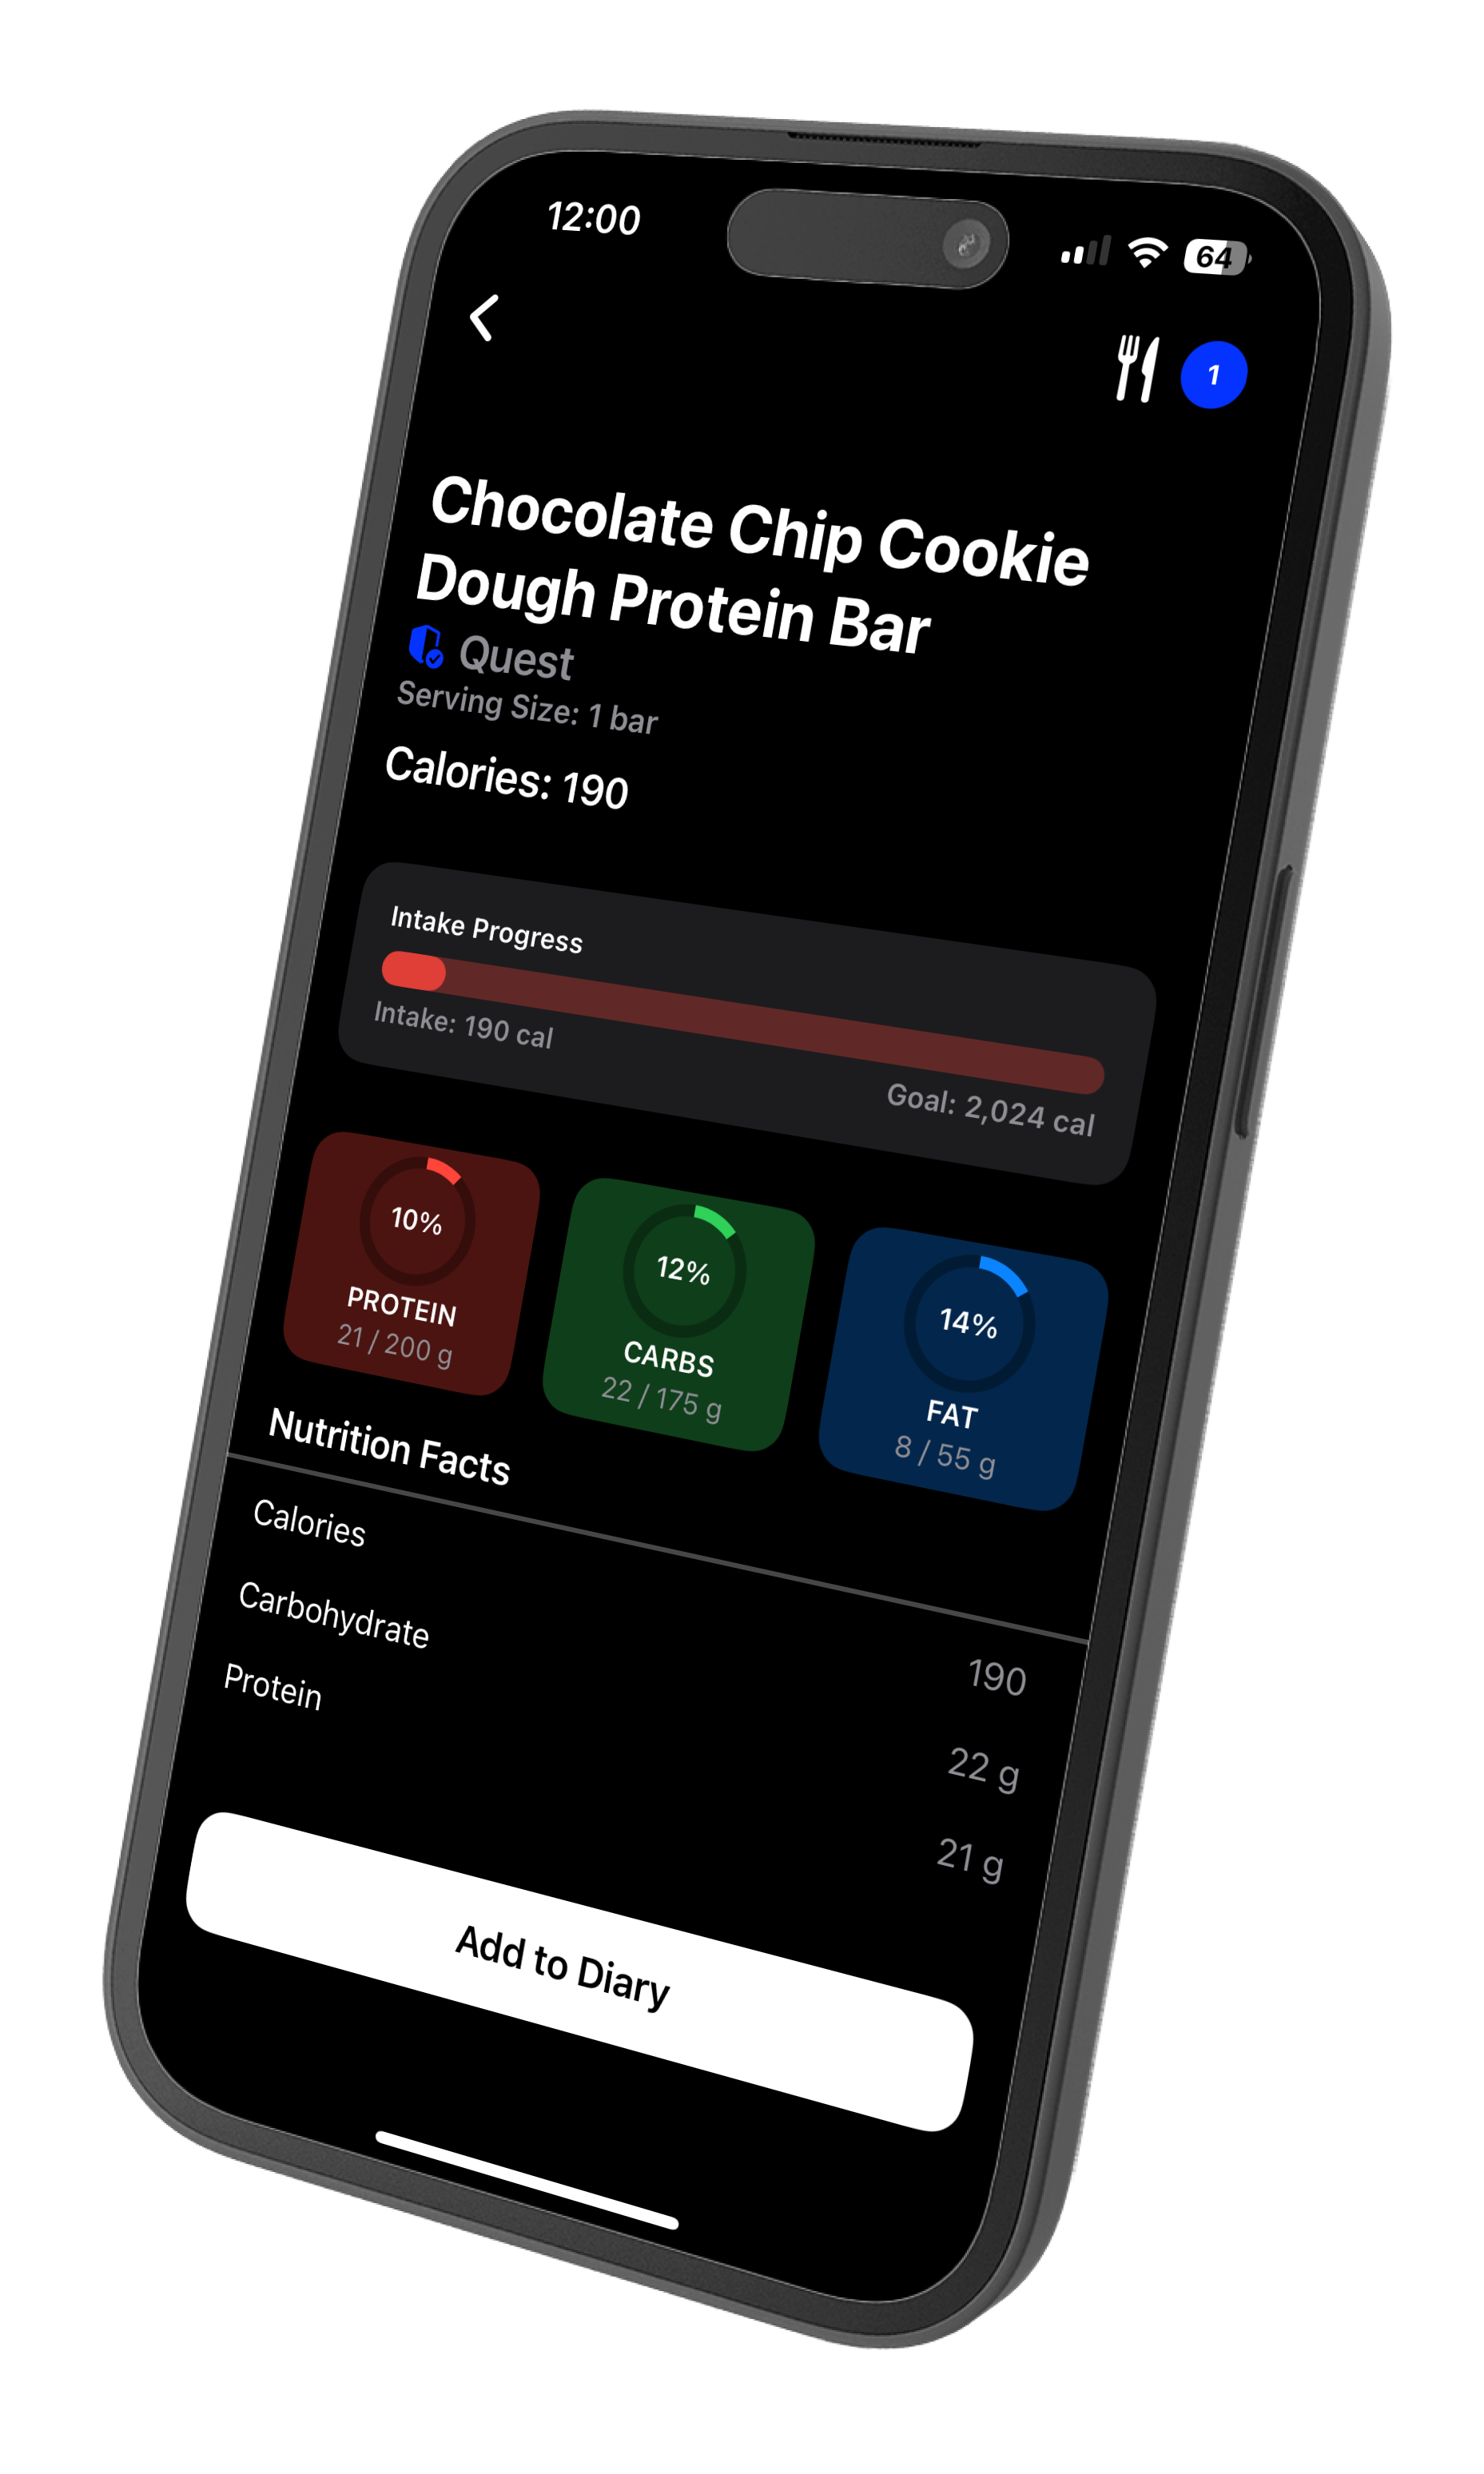 12:00
64
1
Chocolate Chip Cookie
Dough Protein Bar
Quest
Serving Size: 1 bar
Calories: 190
Intake Progress
Intake: 190 cal
Goal: 2,024 cal
10%
PROTEIN
21 / 200 g
12%
CARBS
22 / 175 g
14%
FAT
8 / 55 g
Nutrition Facts
Calories
190
Carbohydrate
22 g
Protein
21 g
Add to Diary